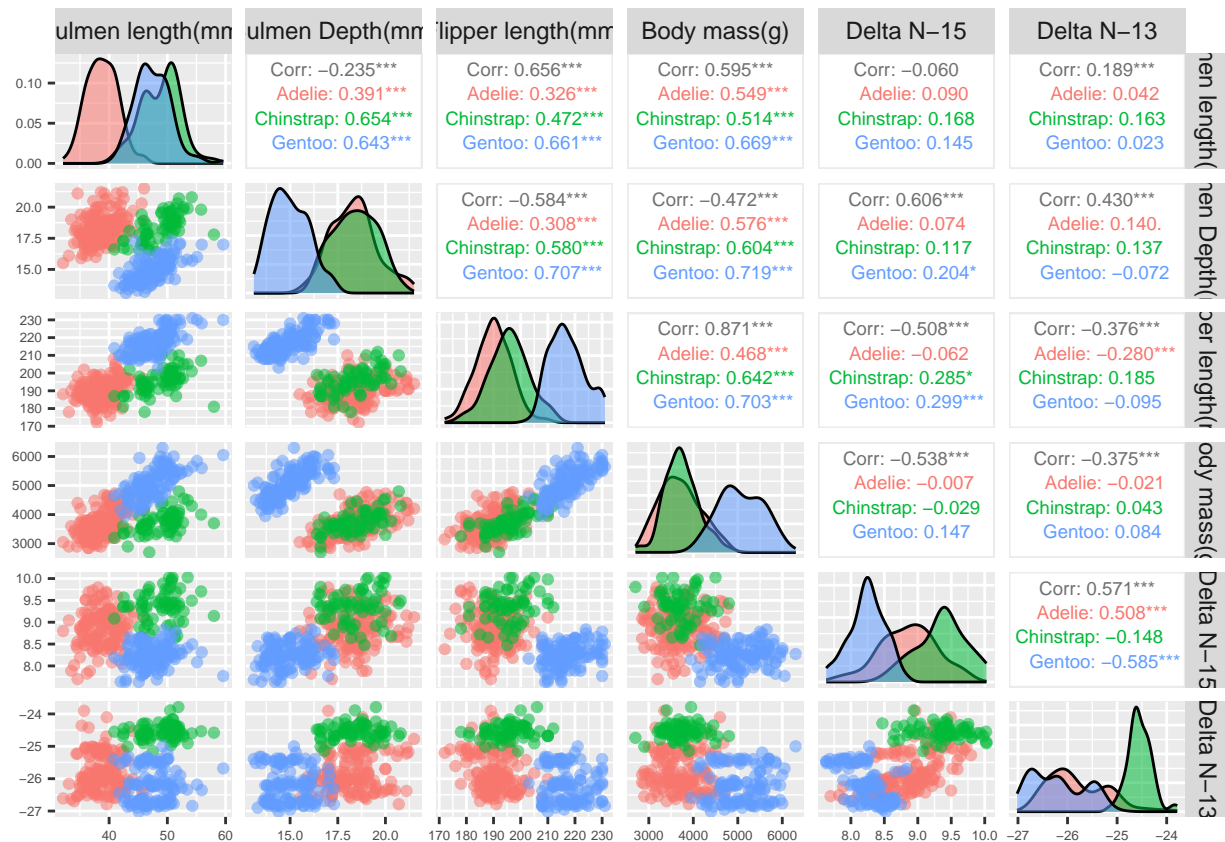 ulmen length(mm
ulmen Depth(mm
Flipper length(mm
Body mass(g)
Delta N−15
Delta N−13
0.10
0.05
0.00
Corr: −0.235***
Adelie: 0.391***
Chinstrap: 0.654***
Gentoo: 0.643***
Corr: 0.656***
Adelie: 0.326***
Chinstrap: 0.472***
Gentoo: 0.661***
Corr: 0.595***
Adelie: 0.549***
Chinstrap: 0.514***
Gentoo: 0.669***
Corr: −0.060
Adelie: 0.090
Chinstrap: 0.168
Gentoo: 0.145
Corr: 0.189***
Adelie: 0.042
Chinstrap: 0.163
Gentoo: 0.023
men length(
20.0
17.5
15.0
Corr: −0.584***
Adelie: 0.308***
Chinstrap: 0.580***
Gentoo: 0.707***
Corr: −0.472***
Adelie: 0.576***
Chinstrap: 0.604***
Gentoo: 0.719***
Corr: 0.606***
Adelie: 0.074
Chinstrap: 0.117
Gentoo: 0.204*
Corr: 0.430***
Adelie: 0.140.
Chinstrap: 0.137
Gentoo: −0.072
men Depth(
230
220
210
200
190
180
170
Corr: 0.871***
Adelie: 0.468***
Chinstrap: 0.642***
Gentoo: 0.703***
Corr: −0.508***
Adelie: −0.062
Chinstrap: 0.285*
Gentoo: 0.299***
Corr: −0.376***
Adelie: −0.280***
Chinstrap: 0.185
Gentoo: −0.095
per length(r
6000
5000
4000
3000
Corr: −0.538***
Adelie: −0.007
Chinstrap: −0.029
Gentoo: 0.147
Corr: −0.375***
Adelie: −0.021
Chinstrap: 0.043
Gentoo: 0.084
ody mass(g
10.0
9.5
9.0
8.5
8.0
Corr: 0.571***
Adelie: 0.508***
Chinstrap: −0.148
Gentoo: −0.585***
Delta N−15
−24
−25
−26
−27
Delta N−13
40 50 60
15.0 17.5 20.0
170 180 190 200 210 220 230
3000 4000 5000 6000
8.0 8.5 9.0 9.5 10.0
−27 −26 −25 −24